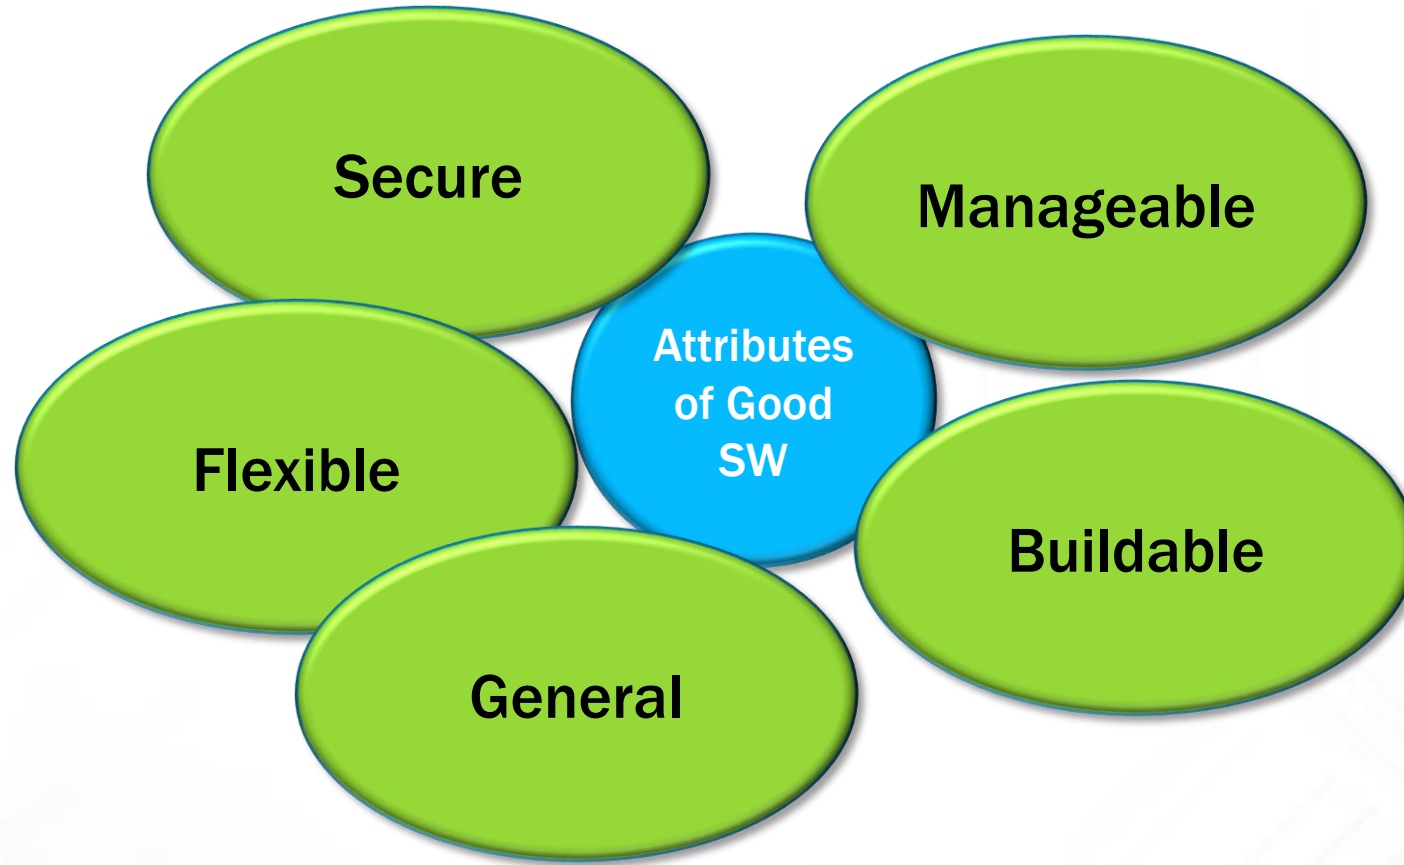 Secure
Manageable
Attributes
of Good
SW
Flexible
Buildable
General